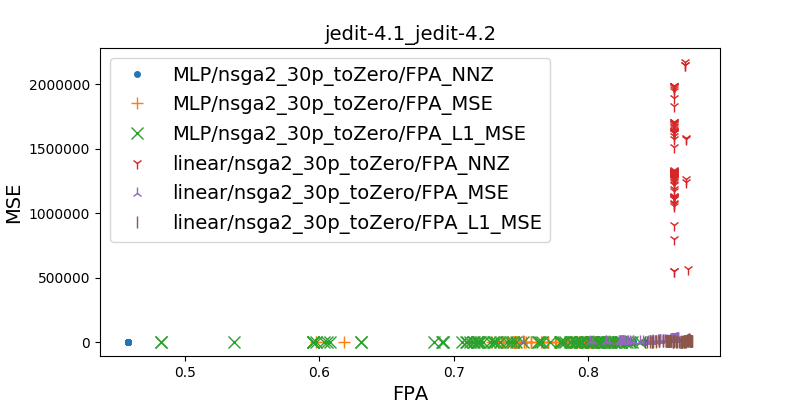 jedit-4.1_jedit-4.2
MLP/nsga2_30p_toZero/FPA_NNZ
MLP/nsga2_30p_toZero/FPA_MSE
MLP/nsga2_30p_toZero/FPA_L1_MSE
linear/nsga2_30p_toZero/FPA_NNZ
linear/nsga2_30p_toZero/FPA_MSE
linear/nsga2_30p_toZero/FPA_L1_MSE
MSE
2000000
1500000
1000000
500000
0
0.5 0.6 0.7 0.8
FPA